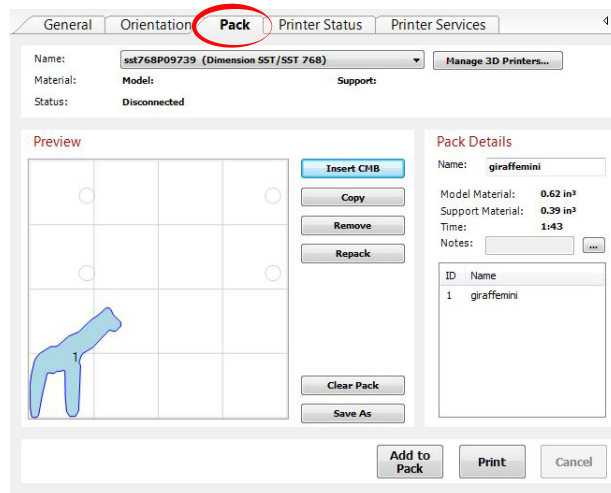 General Orientation Pack Printer Status Printer Services
Name: sst768P09739 (Dimension SST/SST 768) Manage 3D Printers...
Material: Model: Support:
Status: Disconnected
Preview
Insert CMB
Copy
Remove
Repack
1
Clear Pack
Save As
Pack Details
Name: giraffemini
Model Material: 0.62 in³
Support Material: 0.39 in³
Time: 1:43
Notes: ...
ID Name
1 giraffemini
Add to
Pack
Print
Cancel